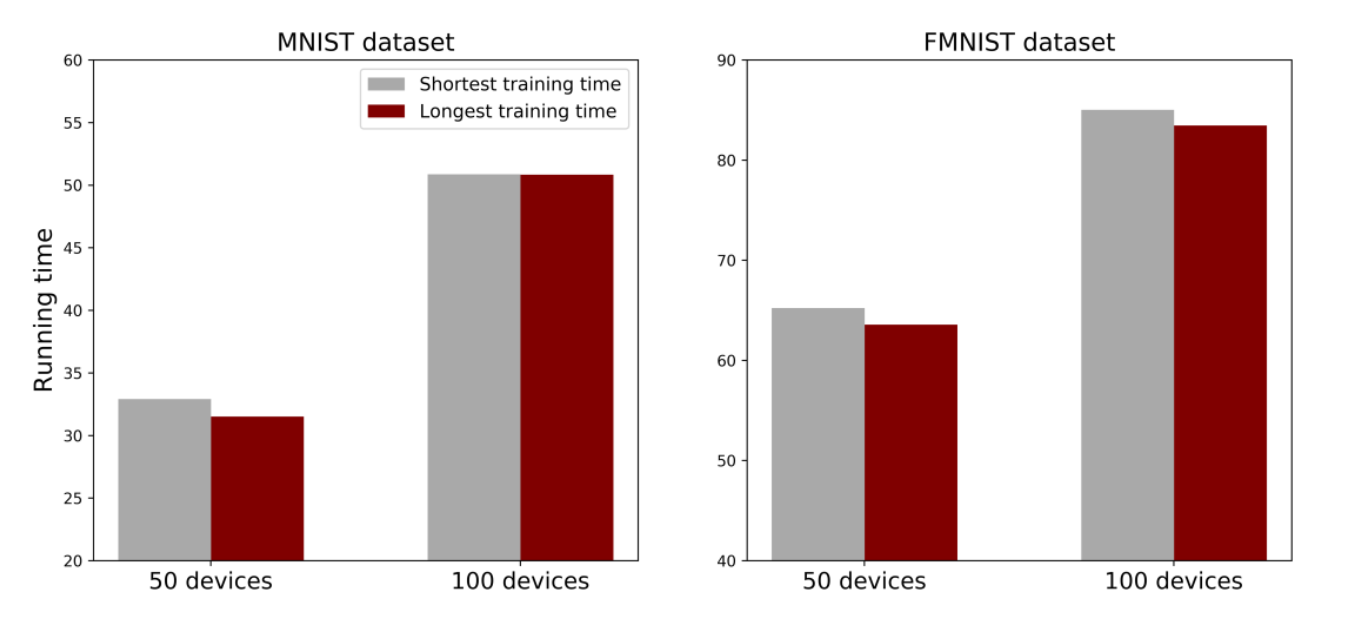 MNIST dataset
60
55
50
45
40
35
30
25
20
Running time
Shortest training time
Longest training time
50 devices
100 devices
FMNIST dataset
90
80
70
60
50
40
50 devices
100 devices